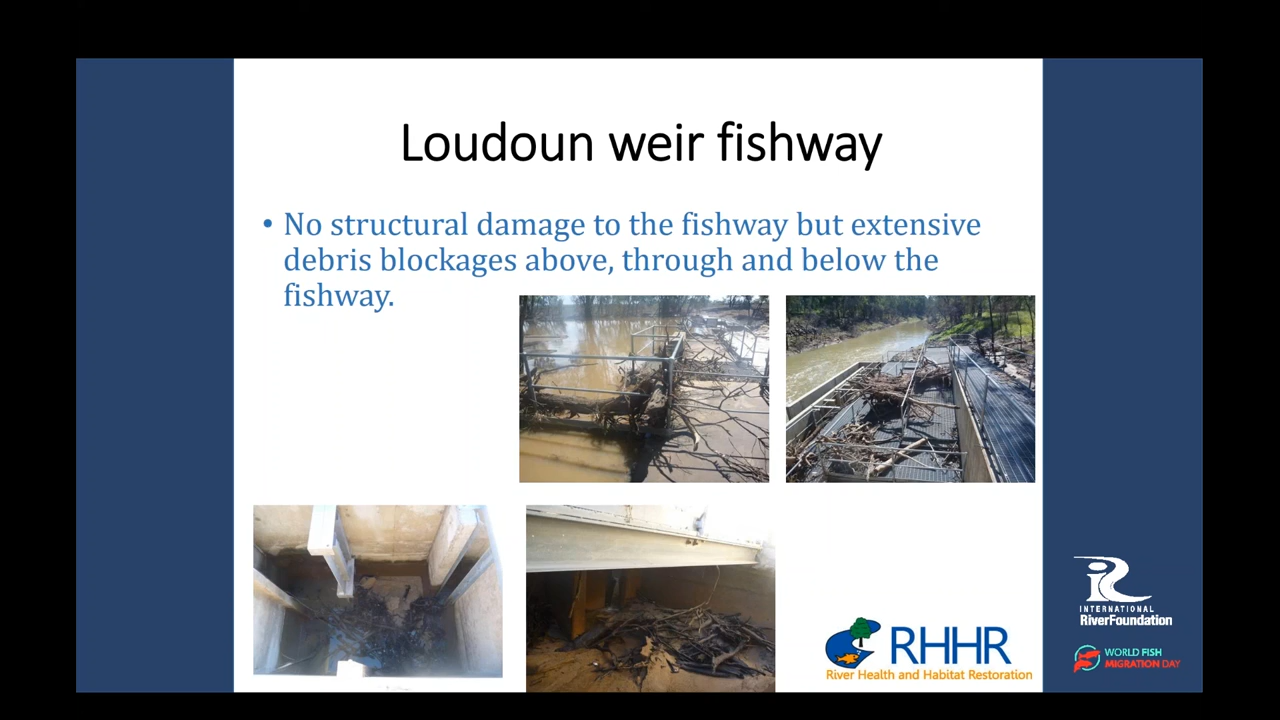 Loudoun weir fishway
• No structural damage to the fishway but extensive
debris blockages above, through and below the
fishway.
RHHR
River Health and Habitat Restoration
INTERNATIONAL
RiverFoundation
WORLD FISH
MIGRATION DAY